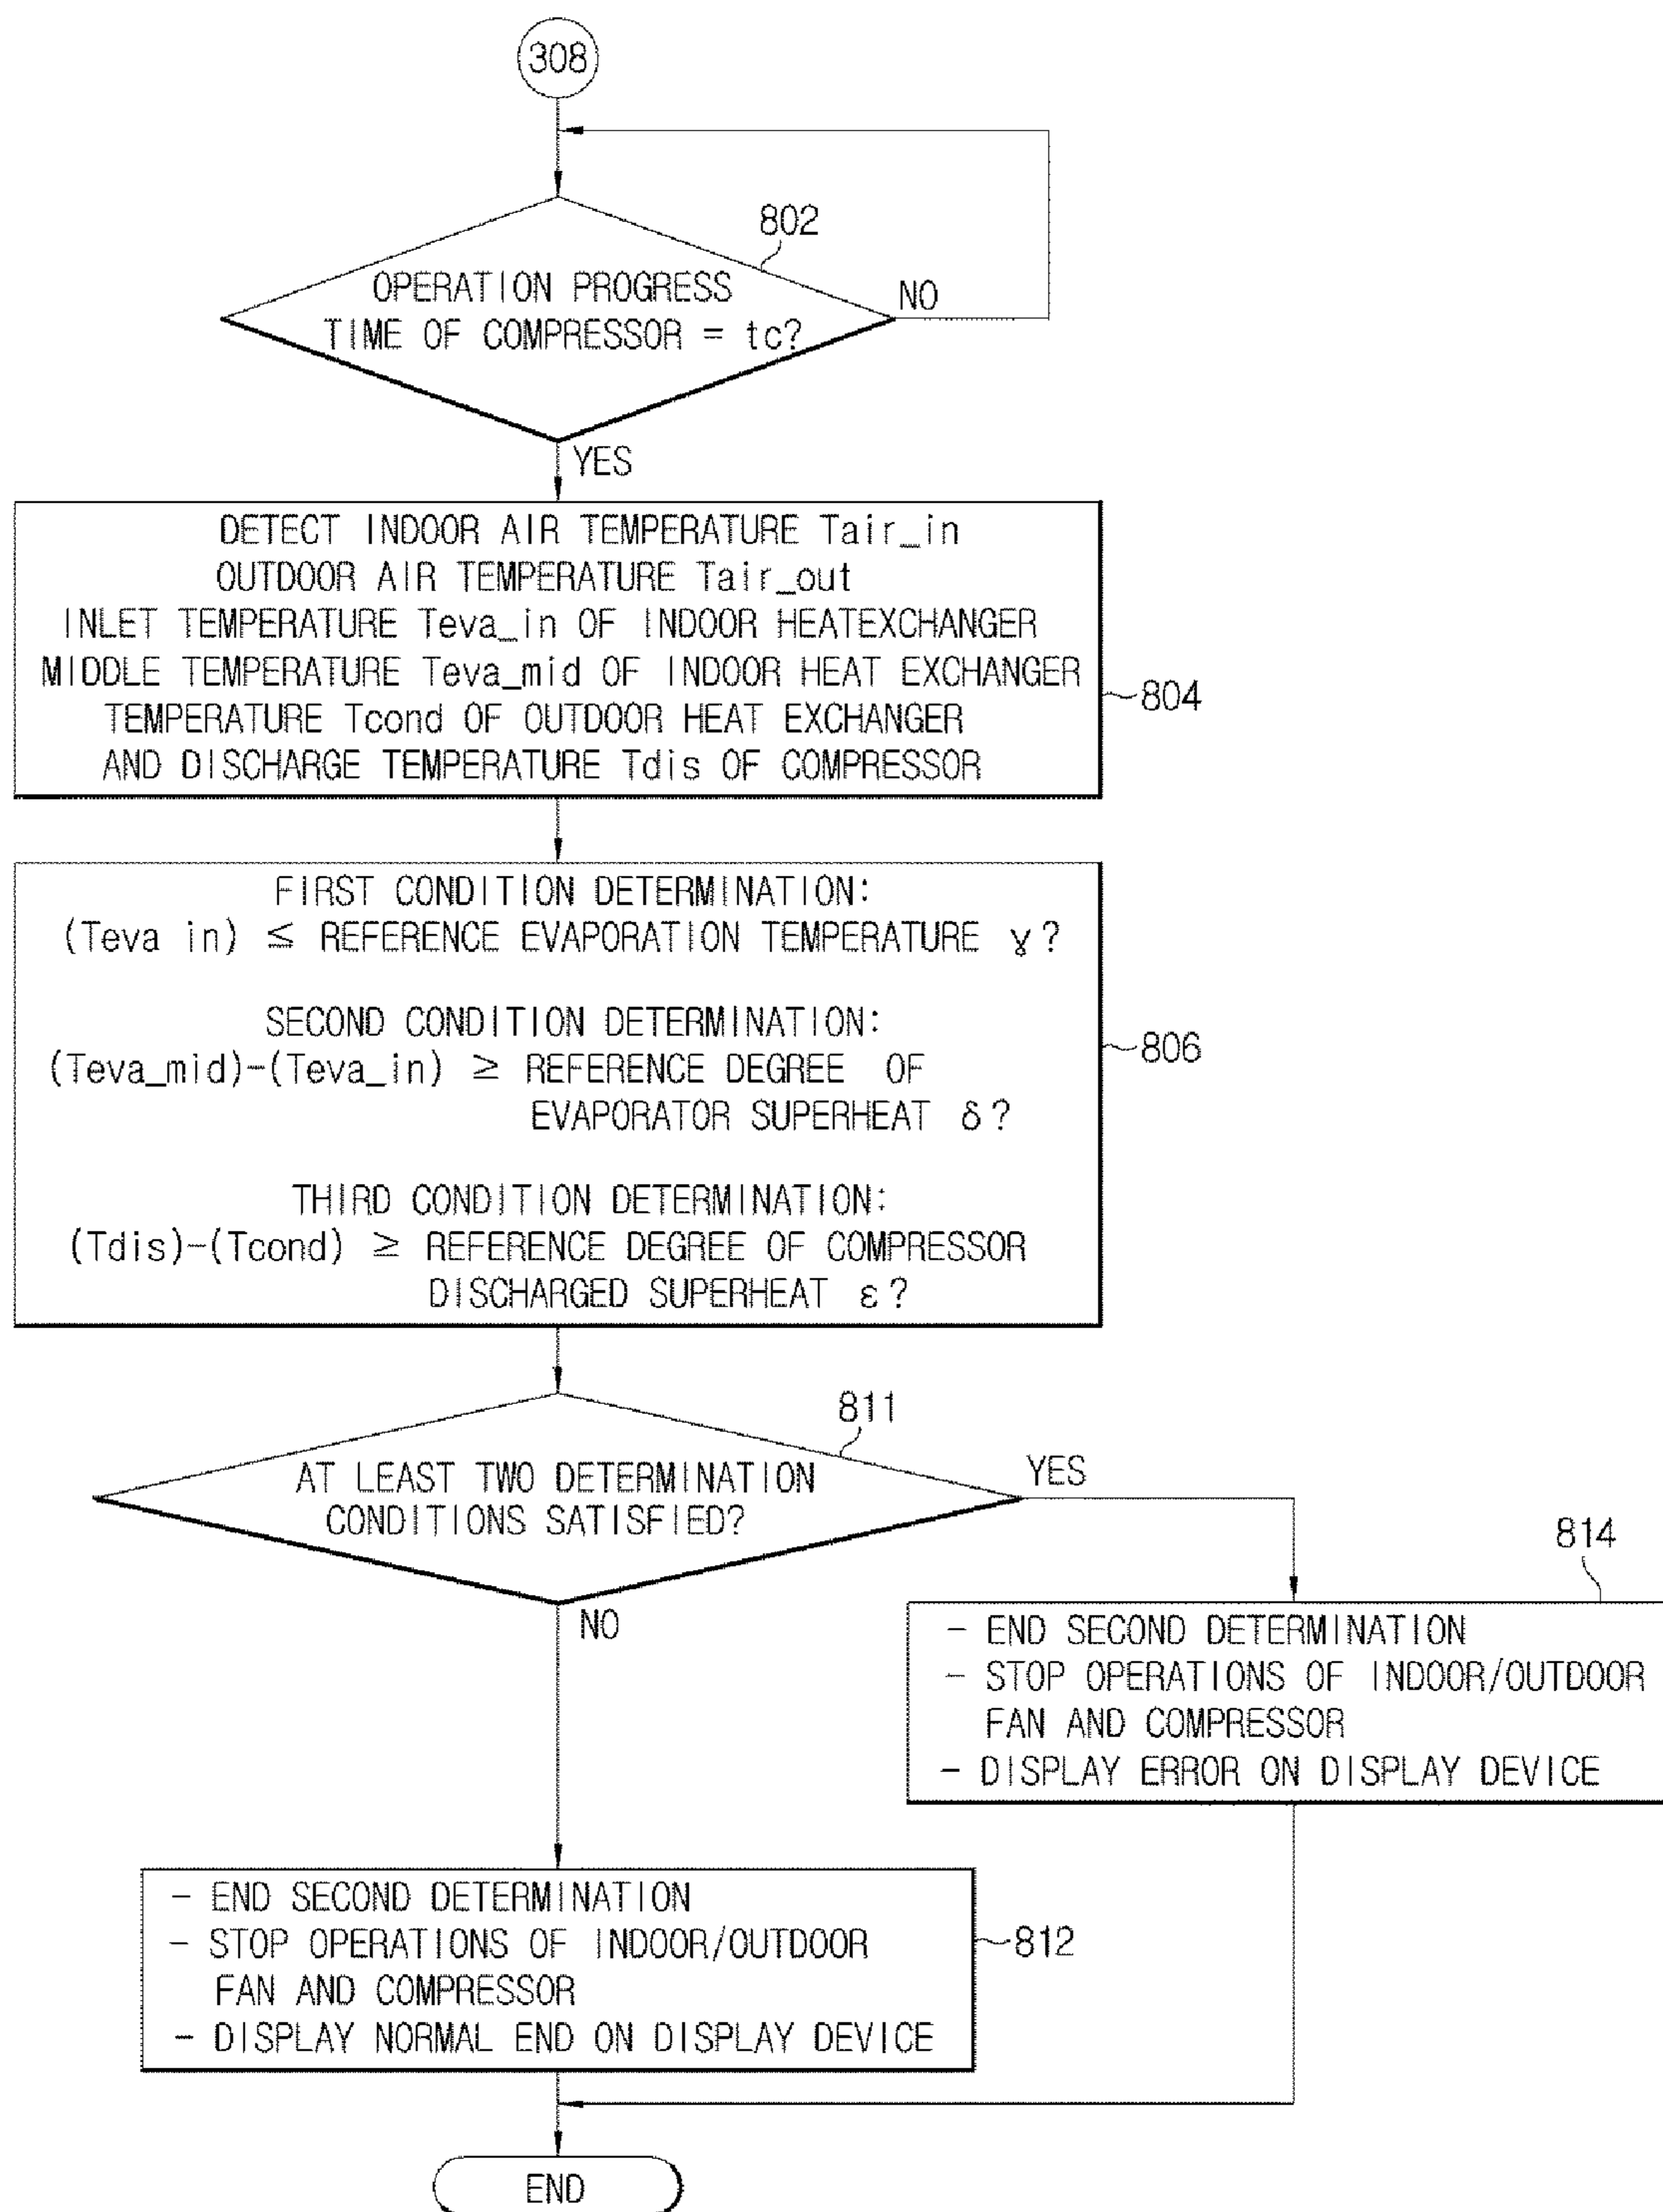 308
802
OPERATION PROGRESS
TIME OF COMPRESSOR = tc?
NO
YES
DETECT INDOOR AIR TEMPERATURE Tair_in
OUTDOOR AIR TEMPERATURE Tair_out
INLET TEMPERATURE Teva_in OF INDOOR HEATEXCHANGER
MIDDLE TEMPERATURE Teva_mid OF INDOOR HEAT EXCHANGER
TEMPERATURE Tcond OF OUTDOOR HEAT EXCHANGER
AND DISCHARGE TEMPERATURE Tdis OF COMPRESSOR
804
FIRST CONDITION DETERMINATION:
(Teva in) ≤ REFERENCE EVAPORATION TEMPERATURE γ?
SECOND CONDITION DETERMINATION:
(Teva_mid)-(Teva_in) ≥ REFERENCE DEGREE OF
EVAPORATOR SUPERHEAT δ?
THIRD CONDITION DETERMINATION:
(Tdis)-(Tcond) ≥ REFERENCE DEGREE OF COMPRESSOR
DISCHARGED SUPERHEAT ε?
806
811
AT LEAST TWO DETERMINATION
CONDITIONS SATISFIED?
YES
NO
814
- END SECOND DETERMINATION
- STOP OPERATIONS OF INDOOR/OUTDOOR
FAN AND COMPRESSOR
- DISPLAY ERROR ON DISPLAY DEVICE
- END SECOND DETERMINATION
- STOP OPERATIONS OF INDOOR/OUTDOOR
FAN AND COMPRESSOR
- DISPLAY NORMAL END ON DISPLAY DEVICE
812
END